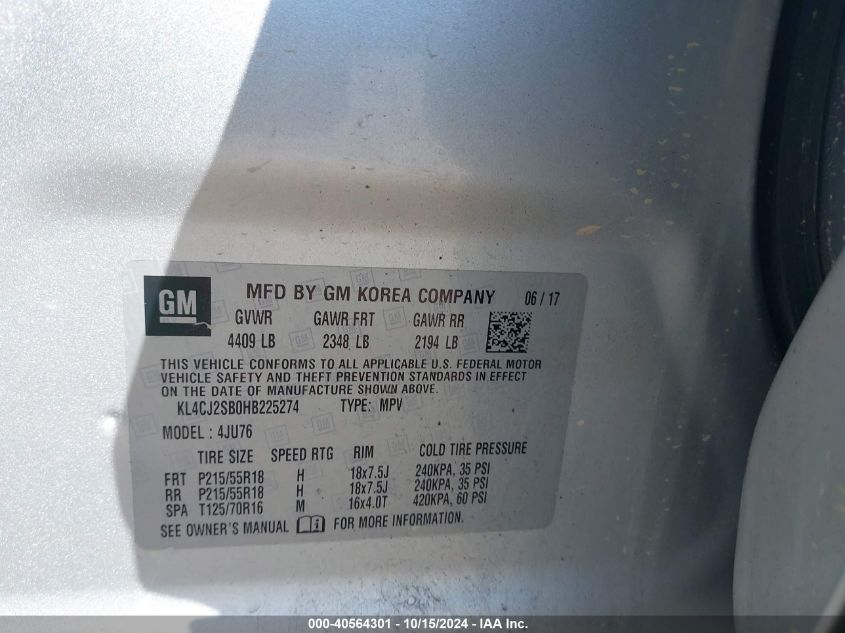 GM
MFD BY GM KOREA COMPANY 06 / 17
GVWR GAWR FRT GAWR RR
4409 LB 2348 LB 2194 LB
THIS VEHICLE CONFORMS TO ALL APPLICABLE U.S. FEDERAL MOTOR
VEHICLE SAFETY AND THEFT PREVENTION STANDARDS IN EFFECT
ON THE DATE OF MANUFACTURE SHOWN ABOVE.
KL4CJ2SB0HB225274 TYPE: MPV
MODEL : 4JU76
TIRE SIZE SPEED RTG RIM COLD TIRE PRESSURE
FRT P215/55R18 H 18x7.5J 240KPA, 35 PSI
RR P215/55R18 H 18x7.5J 240KPA, 35 PSI
SPA T125/70R16 M 16x4.0T 420KPA, 60 PSI
SEE OWNER'S MANUAL FOR MORE INFORMATION.
000-40564301 - 10/15/2024 - IAA Inc.